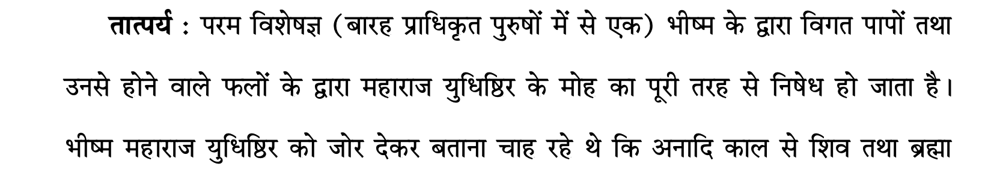 तात्पर्य : परम विशेषज्ञ (बारह प्राधिकृत पुरुषों में से एक) भीष्म के द्वारा विगत पापों तथा
उनसे होने वाले फलों के द्वारा महाराज युधिष्ठिर के मोह का पूरी तरह से निषेध हो जाता है।
भीष्म महाराज युधिष्ठिर को जोर देकर बताना चाह रहे थे कि अनादि काल से शिव तथा ब्रह्मा